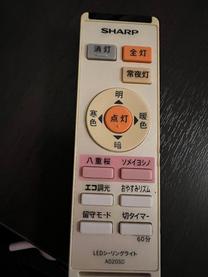 SHARP
消灯
全灯
常夜灯
明
寒色
点灯
暖色
暗
八重桜
ソメイヨシノ
エコ調光
おやすみリズム
留守モード
切タイマー
60分
LEDシーリングライト